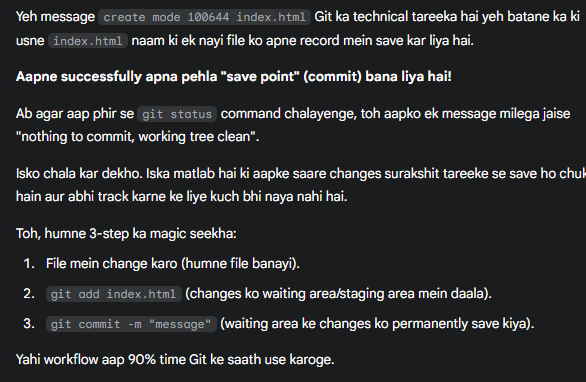 Yeh message create mode 100644 index.html Git ka technical tareeka hai yeh batane ka ki
usne index.html naam ki ek nayi file ko apne record mein save kar liya hai.
Aapne successfully apna pehla "save point" (commit) bana liya hai!
Ab agar aap phir se git status command chalayenge, toh aapko ek message milega jaise
"nothing to commit, working tree clean".
Isko chala kar dekho. Iska matlab hai ki aapke saare changes surakshit tareeke se save ho chuk
hain aur abhi track karne ke liye kuch bhi naya nahi hai.
Toh, humne 3-step ka magic seekha:
1. File mein change karo (humne file banayi).
2. git add index.html (changes ko waiting area/staging area mein daala).
3. git commit -m "message" (waiting area ke changes ko permanently save kiya).
Yahi workflow aap 90% time Git ke saath use karoge.